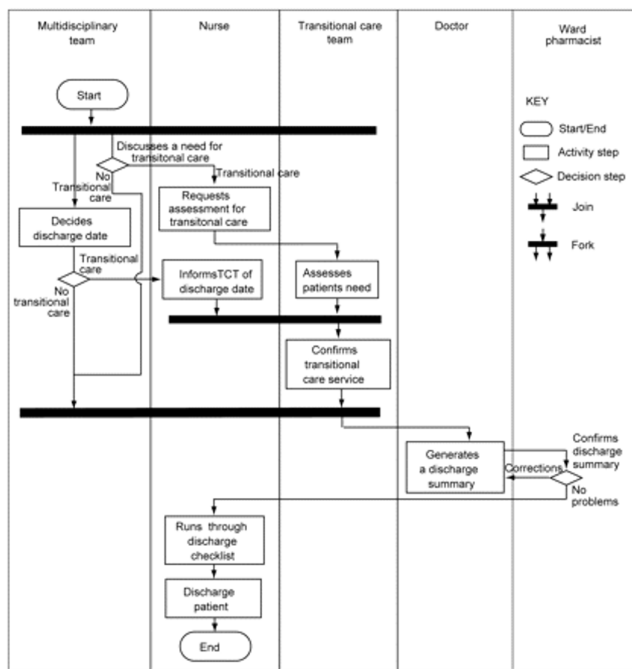 Multidisciplinary
team
Nurse
Transitional care
team
Doctor
Ward
pharmacist
Start
Discusses a need for
transitonal care
No
Transitional
care
Transitional care
Decides
discharge date
Requests
assessment for
transitonal care
Transitional
care
No
transitional
care
InformsTCT of
discharge date
Assesses
patients need
Confirms
transitional
care service
Generates
a discharge
summary
Confirms
discharge
summary
Corrections
No
problems
Runs through
discharge
checklist
Discharge
patient
End
KEY
Start/End
Activity step
Decision step
Join
Fork